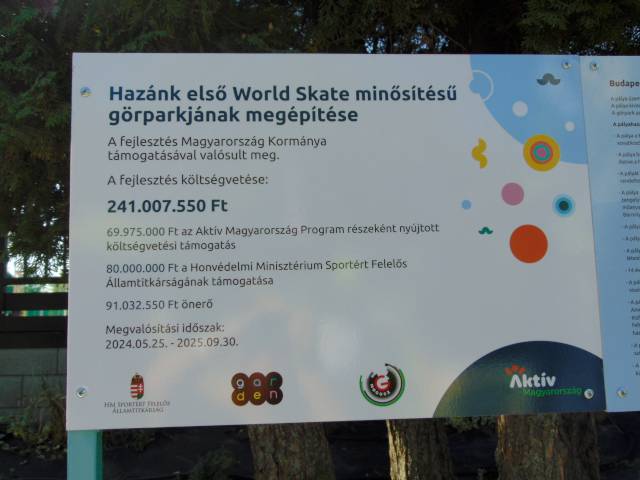 Hazánk első World Skate minősítésű
görparkjának megépítése
A fejlesztés Magyarország Kormánya
támogatásával valósult meg.
A fejlesztés költségvetése:
241.007.550 Ft
69.975.000 Ft az Aktív Magyarország Program részeként nyújtott
költségvetési támogatás
80.000.000 Ft a Honvédelmi Minisztérium Sportért Felelős
Államtitkárságának támogatása
91.032.550 Ft önerő
Megvalósítási időszak:
2024.05.25. - 2025.09.30.
HM Sportért Felelős
Államtitkárság
gar
den
G
Aktív
Magyarország
Budape